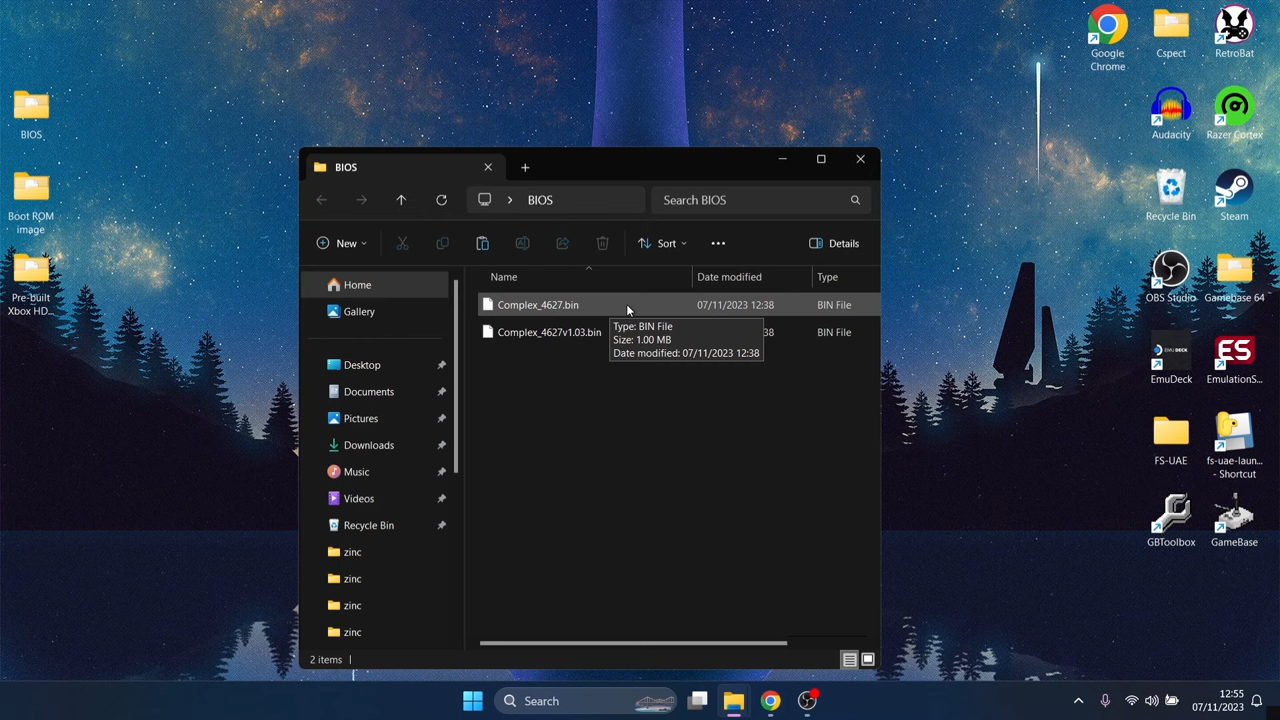 BIOS
Boot ROM
image
Pre-built
Xbox HD...
BIOS
BIOS
Search BIOS
New
Sort
Details
Home
Gallery
Desktop
Documents
Pictures
Downloads
Music
Videos
Recycle Bin
zinc
zinc
zinc
zinc
Name
Date modified
Type
Complex_4627.bin
07/11/2023 12:38
BIN File
Complex_4627v1.03.bin
38
BIN File
Type: BIN File
Size: 1.00 MB
Date modified: 07/11/2023 12:38
2 items
Google
Chrome
Cspect
RetroBat
Audacity
Razer Cortex
Recycle Bin
Steam
OBS Studio
Gamebase 64
EMUDECK
EmuDeck
ES
EmulationS...
FS-UAE
fs-uae-laun...
- Shortcut
GBToolbox
GameBase
Search
12:55
07/11/2023